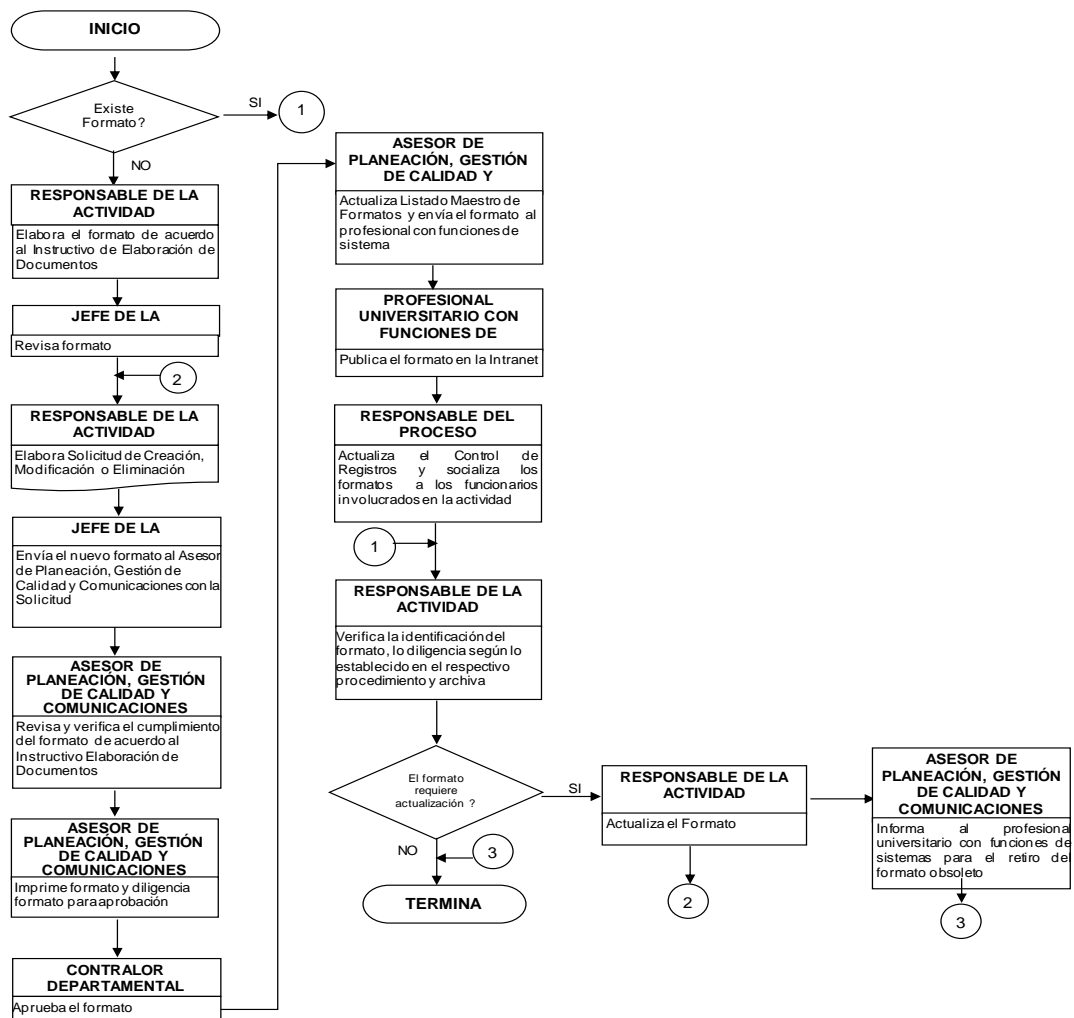 INICIO
Existe
Formato?
SI
1
NO
RESPONSABLE DE LA
ACTIVIDAD
Elabora el formato de acuerdo
al Instructivo de Elaboración de
Documentos
JEFE DE LA
Revisa formato
2
RESPONSABLE DE LA
ACTIVIDAD
Elabora Solicitud de Creación,
Modificación o Eliminación
JEFE DE LA
Envía el nuevo formato al Asesor
de Planeación, Gestión de
Calidad y Comunicaciones con la
Solicitud
ASESOR DE
PLANEACIÓN, GESTIÓN
DE CALIDAD Y
COMUNICACIONES
Revisa y verifica el cumplimiento
del formato de acuerdo al
Instructivo Elaboración de
Documentos
ASESOR DE
PLANEACIÓN, GESTIÓN
DE CALIDAD Y
COMUNICACIONES
Imprime formato y diligencia
formato para aprobación
CONTRALOR
DEPARTAMENTAL
Aprueba el formato
ASESOR DE
PLANEACIÓN, GESTIÓN
DE CALIDAD Y
Actualiza Listado Maestro de
Formatos y envía el formato al
profesional con funciones de
sistema
PROFESIONAL
UNIVERSITARIO CON
FUNCIONES DE
Publica el formato en la Intranet
RESPONSABLE DEL
PROCESO
Actualiza el Control de
Registros y socializa los
formatos a los funcionarios
involucrados en la actividad
1
RESPONSABLE DE LA
ACTIVIDAD
Verifica la identificación del
formato, lo diligencia según lo
establecido en el respectivo
procedimiento y archiva
El formato
requiere
actualización ?
SI
NO
3
TERMINA
RESPONSABLE DE LA
ACTIVIDAD
Actualiza el Formato
2
ASESOR DE
PLANEACIÓN, GESTIÓN
DE CALIDAD Y
COMUNICACIONES
Informa al profesional
universitario con funciones de
sistemas para el retiro del
formato obsoleto
3